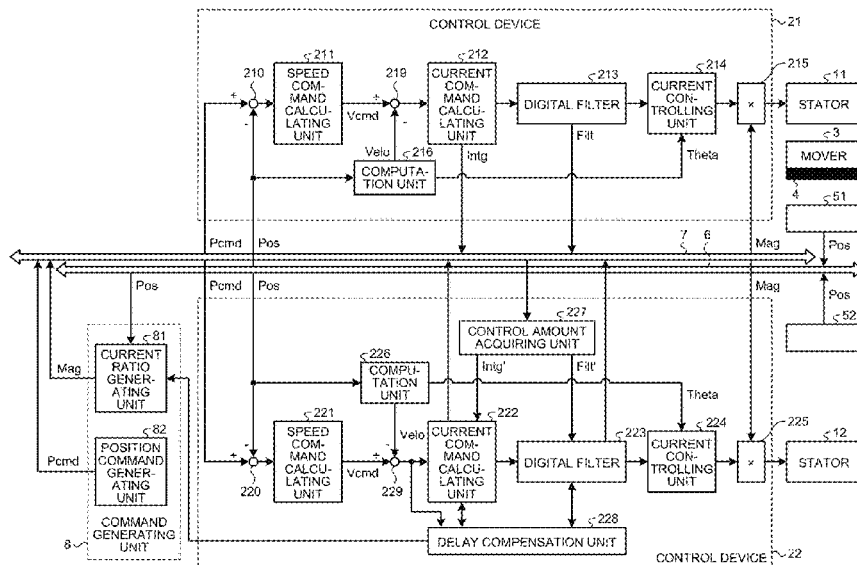 CONTROL DEVICE
21
211
SPEED
COM-
MAND
CALCU-
LATING
UNIT
212
CURRENT
COM-
MAND
CALCU-
LATING
UNIT
210
219
213
DIGITAL FILTER
214
CURRENT
CON-
TROLLING
UNIT
215
×
11
STATOR
+
-
Vcmd
+
-
Velo
216
COMPUTA-
TION UNIT
Intg
Filt
Theta
3
MOVER
4
51
Pcmd
Pos
7
6
Mag
Pos
Pos
Pcmd
Pos
Mag
Pos
52
81
CURRENT
RATIO
GENER-
ATING
UNIT
Mag
82
POSITION
COMMAND
GENER-
ATING
UNIT
Pcmd
8
COMMAND
GENERATING
UNIT
227
CONTROL AMOUNT
ACQUIRING UNIT
226
COMPU-
TATION
UNIT
Intg'
Filt'
Theta
221
SPEED
COM-
MAND
CALCU-
LATING
UNIT
Velo
222
CURRENT
COM-
MAND
CALCU-
LATING
UNIT
223
DIGITAL FILTER
224
CURRENT
CON-
TROLLING
UNIT
225
×
12
STATOR
+
-
220
Vcmd
+
-
229
228
DELAY COMPENSATION UNIT
CONTROL DEVICE
22